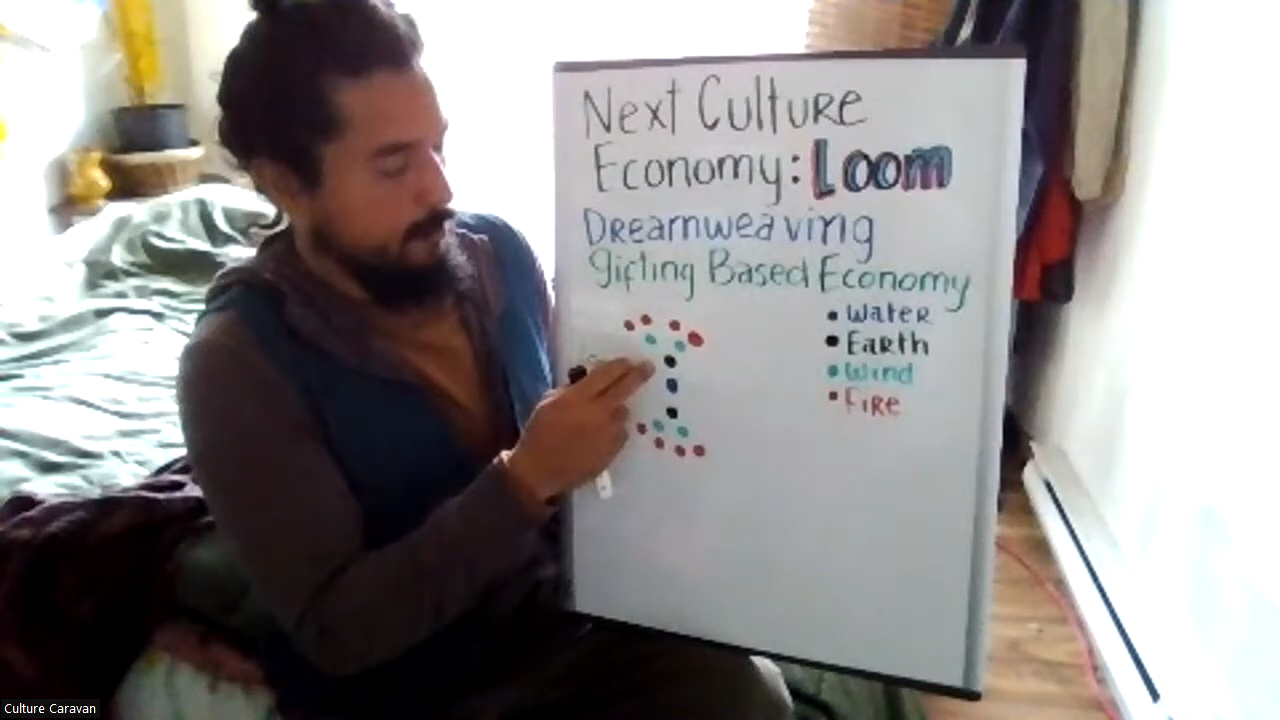 Next Culture
Economy: Loom
Dreamweaving
Gifting Based Economy
• Water
• Earth
• Wind
• Fire
Culture Caravan